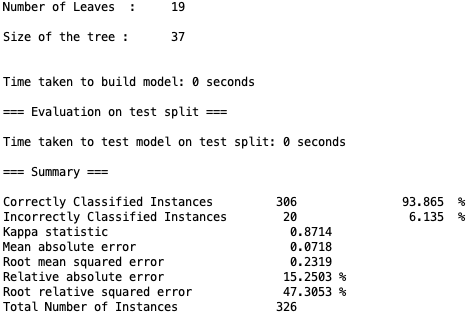 Number of Leaves  :     19
Size of the tree :      37
Time taken to build model: 0 seconds
=== Evaluation on test split ===
Time taken to test model on test split: 0 seconds
=== Summary ===
Correctly Classified Instances         306               93.865  %
Incorrectly Classified Instances        20                6.135  %
Kappa statistic                          0.8714
Mean absolute error                      0.0718
Root mean squared error                  0.2319
Relative absolute error                 15.2503 %
Root relative squared error             47.3053 %
Total Number of Instances              326